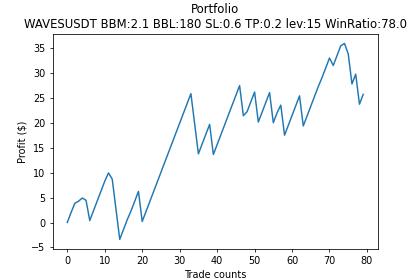 Portfolio
WAVESUSDT BBM:2.1 BBL:180 SL:0.6 TP:0.2 lev:15 WinRatio:78.0
35
30
25
20
15
10
5
0
−5
Profit ($)
0 10 20 30 40 50 60 70 80
Trade counts